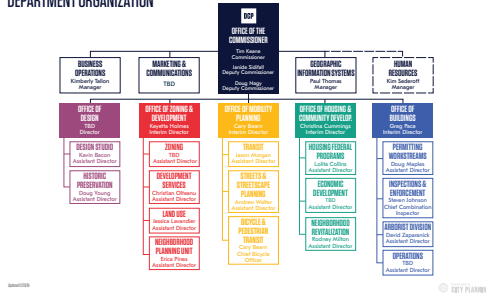 DEPARTMENT ORGANIZATION
DCP
OFFICE OF THE
COMMISSIONER
Tim Keane
Commissioner
Janide Sidifall
Deputy Commissioner
Doug Nagy
Deputy Commissioner
BUSINESS
OPERATIONS
Kimberly Tallon
Manager
MARKETING &
COMMUNICATIONS
TBD
GEOGRAPHIC
INFORMATION SYSTEMS
Paul Thomas
Manager
HUMAN
RESOURCES
Kim Sederoff
Manager
OFFICE OF
DESIGN
TBD
Director
DESIGN STUDIO
Kevin Bacon
Assistant Director
HISTORIC
PRESERVATION
Doug Young
Assistant Director
OFFICE OF ZONING &
DEVELOPMENT
Keyetta Holmes
Interim Director
ZONING
TBD
Assistant Director
DEVELOPMENT
SERVICES
Christian Olteanu
Assistant Director
LAND USE
Jessica Lavandier
Assistant Director
NEIGHBORHOOD
PLANNING UNIT
Erica Pines
Assistant Director
OFFICE OF MOBILITY
PLANNING
Cary Bearn
Interim Director
TRANSIT
Jason Morgan
Assistant Director
STREETS &
STREETSCAPE
PLANNING
Andrew Walter
Assistant Director
BICYCLE &
PEDESTRIAN
TRANSIT
Cary Bearn
Chief Bicycle
Officer
OFFICE OF HOUSING &
COMMUNITY DEVELOP.
Christina Cummings
Interim Director
HOUSING FEDERAL
PROGRAMS
Lolita Collins
Assistant Director
ECONOMIC
DEVELOPMENT
TBD
Assistant Director
NEIGHBORHOOD
REVITALIZATION
Rodney Milton
Assistant Director
OFFICE OF
BUILDINGS
Greg Pace
Interim Director
PERMITTING
WORKSTREAMS
Doug Maples
Assistant Director
INSPECTIONS &
ENFORCEMENT
Steven Johnson
Chief Combination
Inspector
ARBORIST DIVISION
David Zaparanick
Assistant Director
OPERATIONS
TBD
Assistant Director
CITY PLANNING